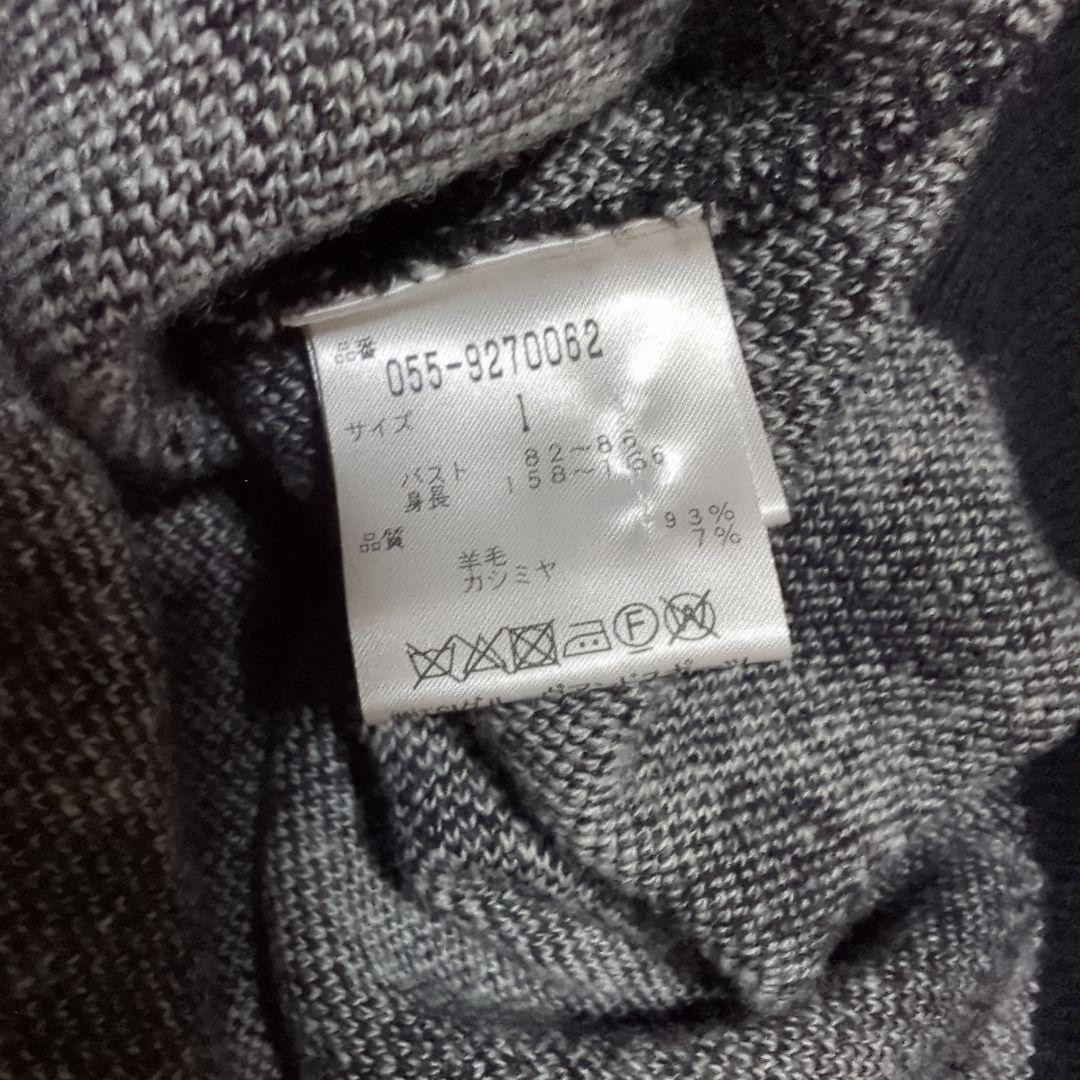 品番
055-9270062
サイズ 1
バスト 82～86
身長 158～166
品質
羊毛 93%
カシミヤ 7%
F W